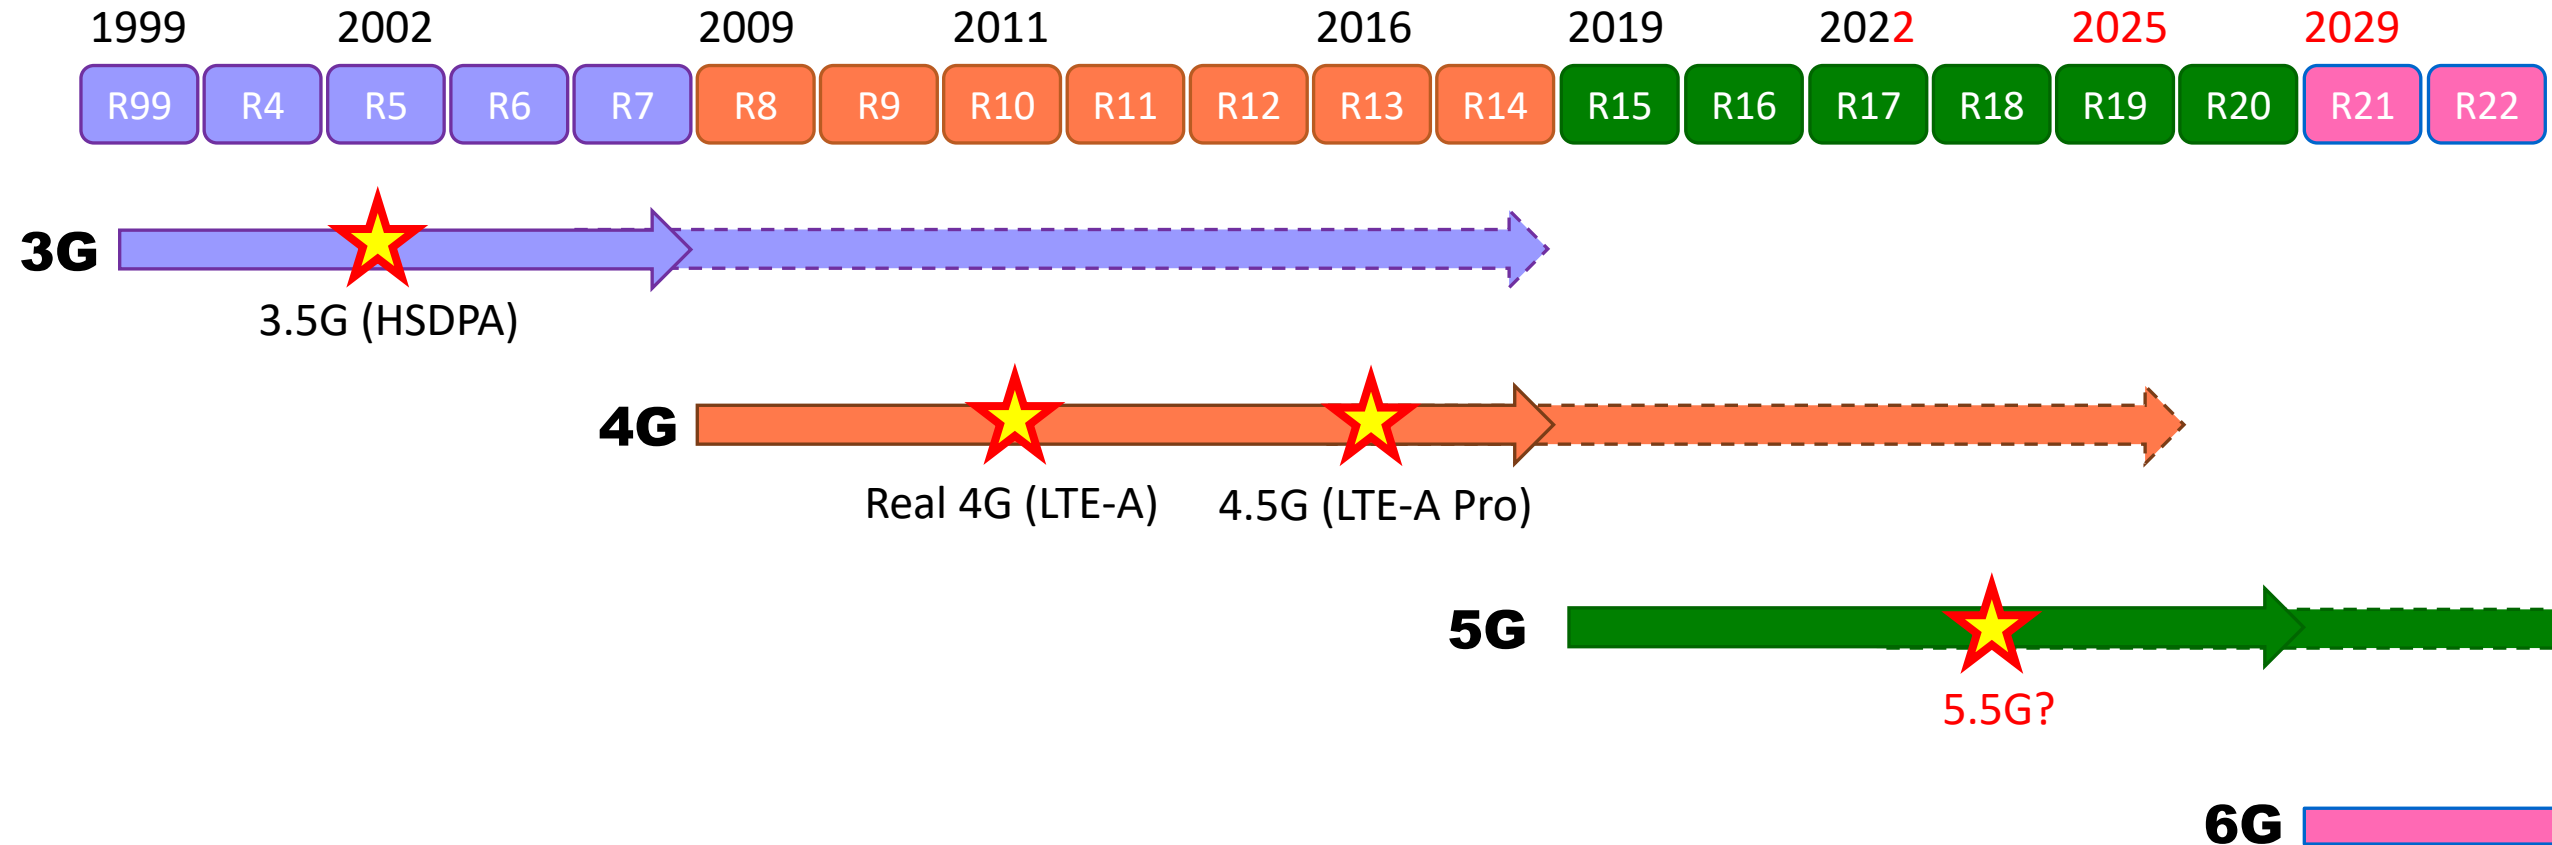 1999 2002 2009 2011 2016 2019 2022 2025 2029
R99 R4 R5 R6 R7 R8 R9 R10 R11 R12 R13 R14 R15 R16 R17 R18 R19 R20 R21 R22
3G
3.5G (HSDPA)
4G
Real 4G (LTE-A) 4.5G (LTE-A Pro)
5G
5.5G?
6G